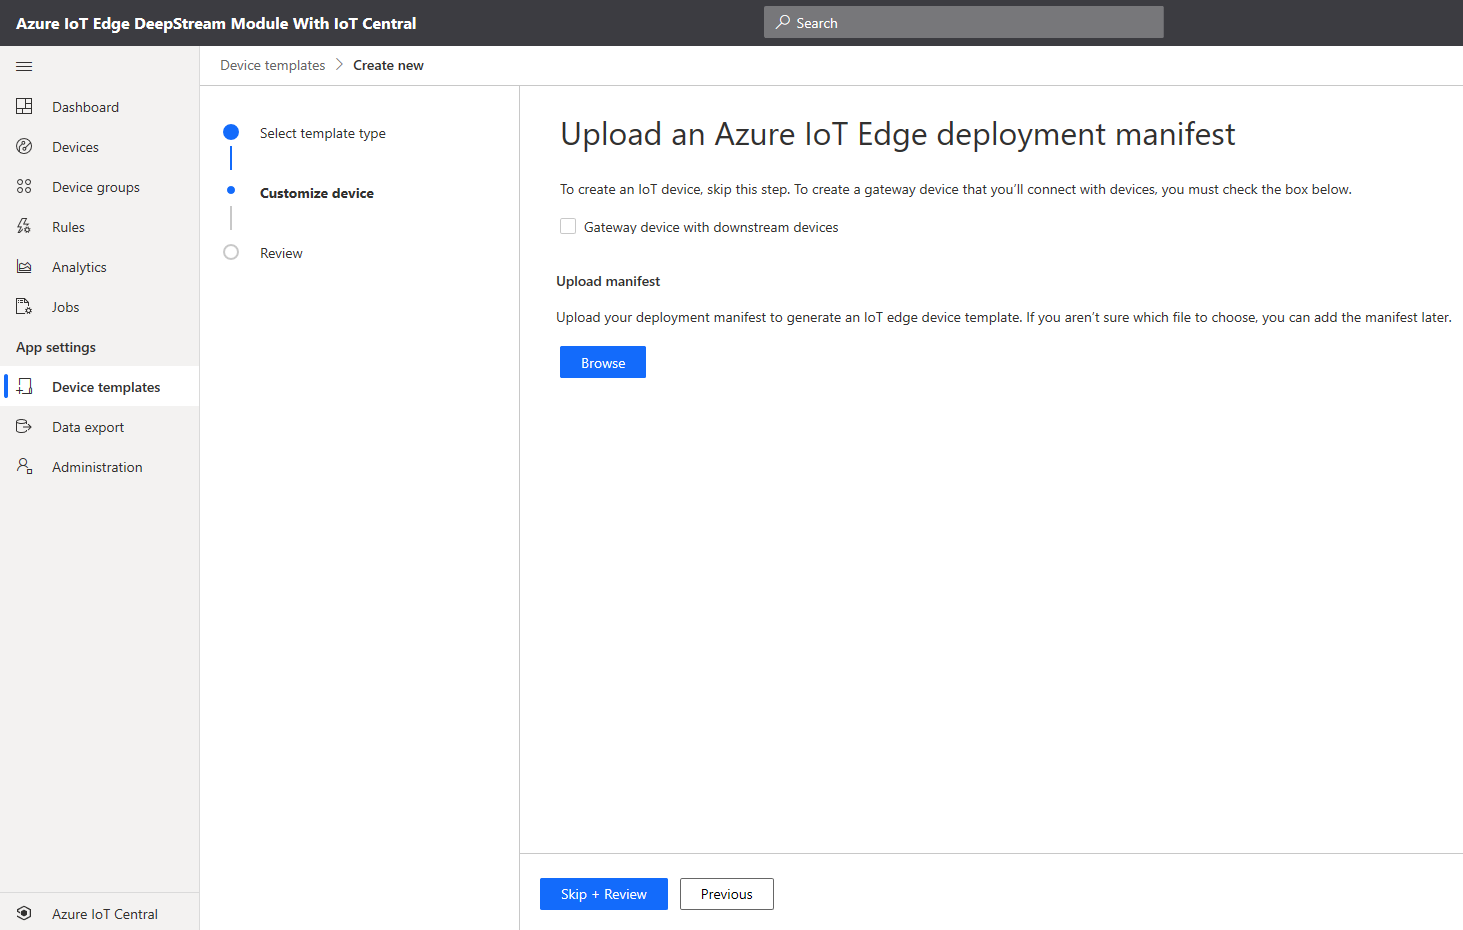 Azure IoT Edge DeepStream Module With IoT Central
Search
Dashboard
Devices
Device groups
Rules
Analytics
Jobs
App settings
Device templates
Data export
Administration
Azure IoT Central
Device templates > Create new
Select template type
Customize device
Review
Upload an Azure IoT Edge deployment manifest
To create an IoT device, skip this step. To create a gateway device that you'll connect with devices, you must check the box below.
Gateway device with downstream devices
Upload manifest
Upload your deployment manifest to generate an IoT edge device template. If you aren't sure which file to choose, you can add the manifest later.
Browse
Skip + Review
Previous